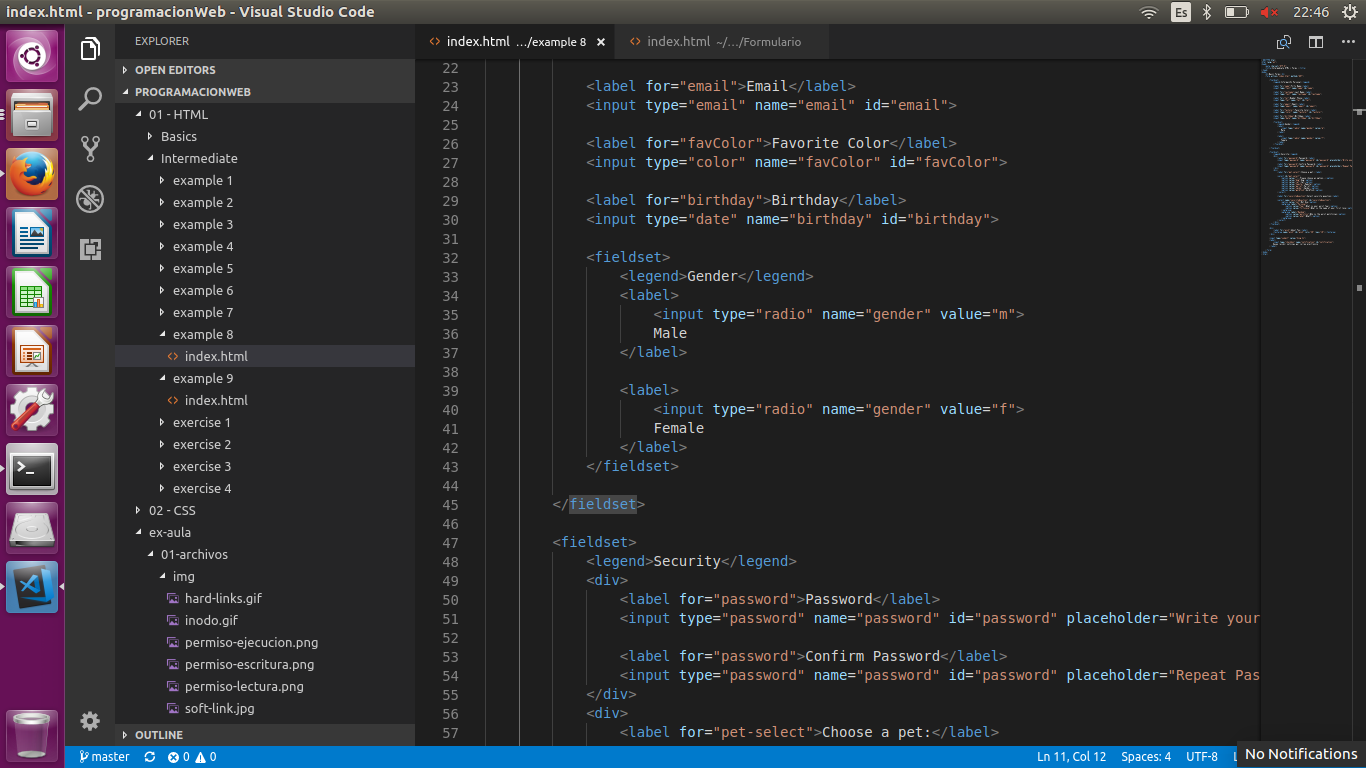 index.html - programacionWeb - Visual Studio Code
Es
22:46
EXPLORER
OPEN EDITORS
PROGRAMACIONWEB
01 - HTML
Basics
Intermediate
example 1
example 2
example 3
example 4
example 5
example 6
example 7
example 8
index.html
example 9
index.html
exercise 1
exercise 2
exercise 3
exercise 4
02 - CSS
ex-aula
01-archivos
img
hard-links.gif
inodo.gif
permiso-ejecucion.png
permiso-escritura.png
permiso-lectura.png
soft-link.jpg
OUTLINE
index.html .../example 8
index.html ~/.../Formulario
22
23 <label for="email">Email</label>
24 <input type="email" name="email" id="email">
25
26 <label for="favColor">Favorite Color</label>
27 <input type="color" name="favColor" id="favColor">
28
29 <label for="birthday">Birthday</label>
30 <input type="date" name="birthday" id="birthday">
31
32 <fieldset>
33 <legend>Gender</legend>
34 <label>
35 <input type="radio" name="gender" value="m">
36 Male
37 </label>
38
39 <label>
40 <input type="radio" name="gender" value="f">
41 Female
42 </label>
43 </fieldset>
44
45 </fieldset>
46
47 <fieldset>
48 <legend>Security</legend>
49 <div>
50 <label for="password">Password</label>
51 <input type="password" name="password" id="password" placeholder="Write your
52
53 <label for="password">Confirm Password</label>
54 <input type="password" name="password" id="password" placeholder="Repeat Pas
55 </div>
56 <div>
57 <label for="pet-select">Choose a pet:</label>
master
0
0
Ln 11, Col 12
Spaces: 4
UTF-8
No Notifications